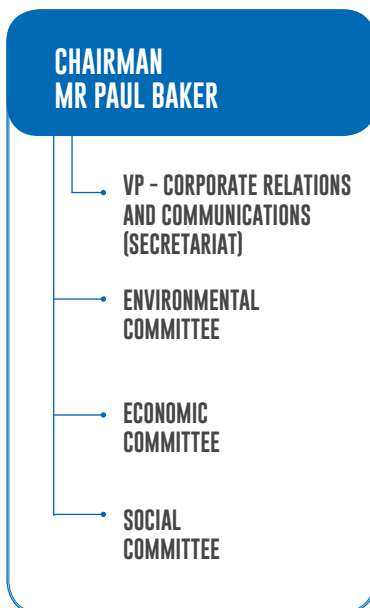 CHAIRMAN
MR PAUL BAKER
VP - CORPORATE RELATIONS
AND COMMUNICATIONS
(SECRETARIAT)
ENVIRONMENTAL
COMMITTEE
ECONOMIC
COMMITTEE
SOCIAL
COMMITTEE